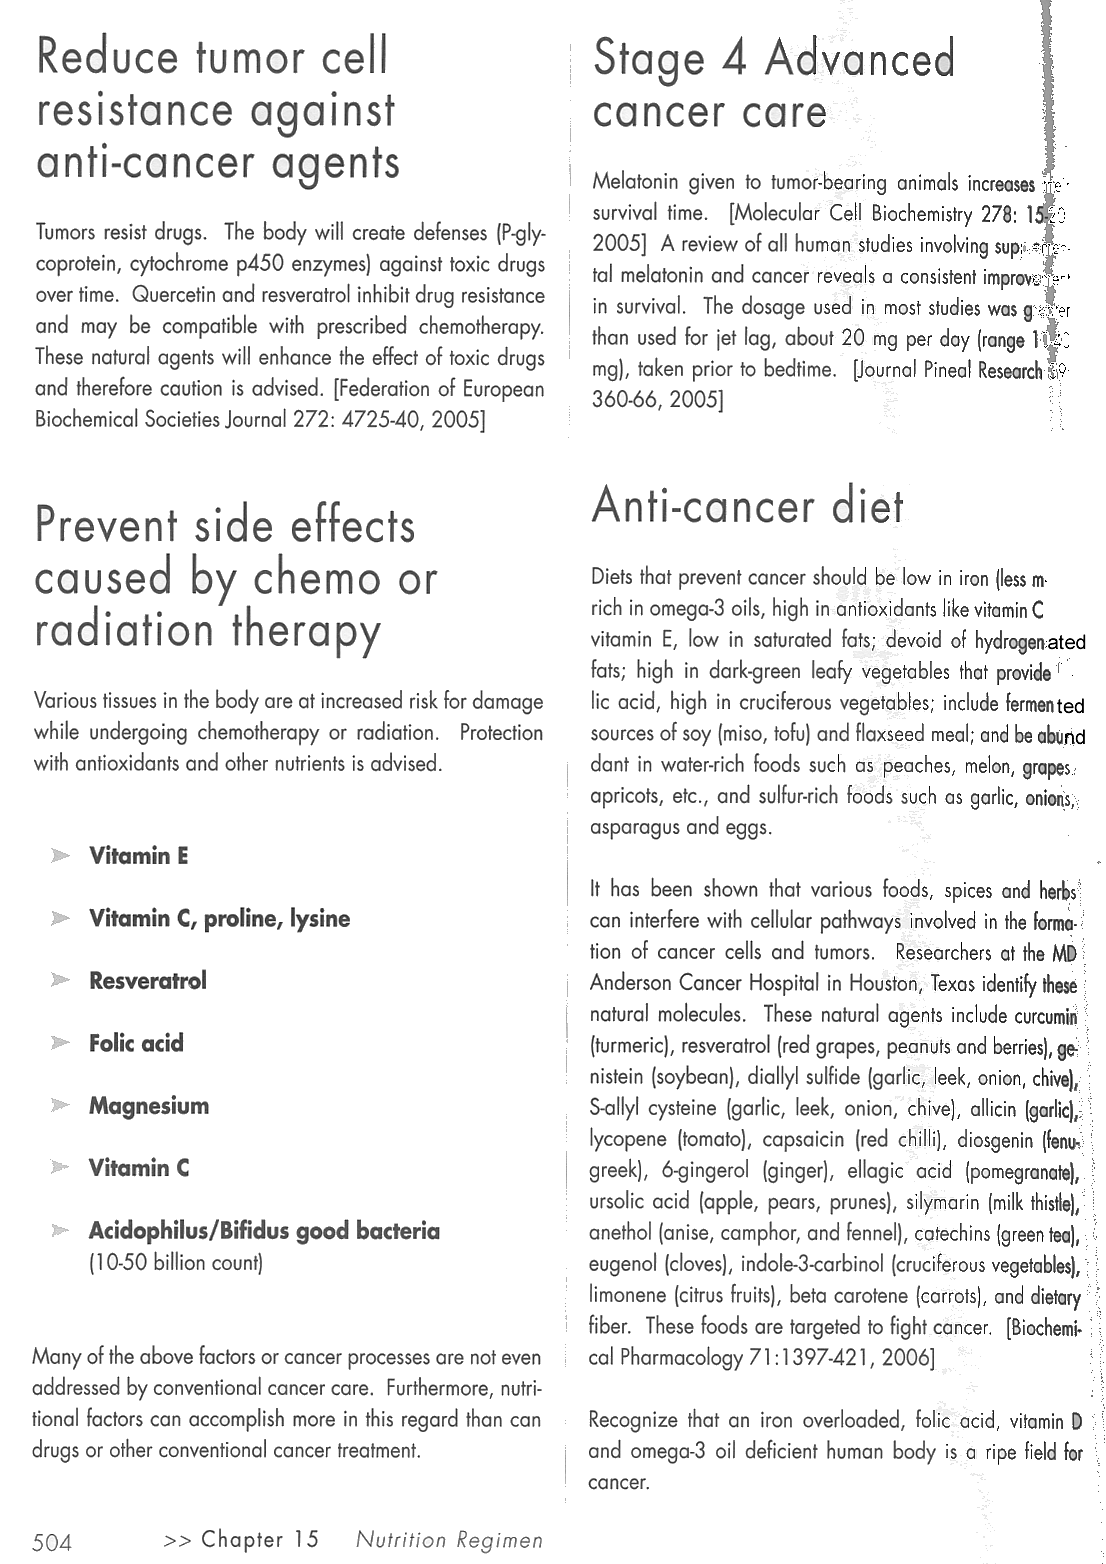 Reduce tumor cell
resistance against
anti-cancer agents
Tumors resist drugs. The body will create defenses (P-gly-
coprotein, cytochrome p450 enzymes) against toxic drugs
over time. Quercetin and resveratrol inhibit drug resistance
and may be compatible with prescribed chemotherapy.
These natural agents will enhance the effect of toxic drugs
and therefore caution is advised. [Federation of European
Biochemical Societies Journal 272: 4725-40, 2005]
Prevent side effects
caused by chemo or
radiation therapy
Various tissues in the body are at increased risk for damage
while undergoing chemotherapy or radiation. Protection
with antioxidants and other nutrients is advised.
➢ Vitamin E
➢ Vitamin C, proline, lysine
➢ Resveratrol
➢ Folic acid
➢ Magnesium
➢ Vitamin C
➢ Acidophilus/Bifidus good bacteria
(10-50 billion count)
Many of the above factors or cancer processes are not even
addressed by conventional cancer care. Furthermore, nutri-
tional factors can accomplish more in this regard than can
drugs or other conventional cancer treatment.
504 >> Chapter 15 Nutrition Regimen
Stage 4 Advanced
cancer care
Melatonin given to tumor-bearing animals increases
survival time. [Molecular Cell Biochemistry 278:
2005] A review of all human studies involving
tal melatonin and cancer reveals a consistent
in survival. The dosage used in most studies was
than used for jet lag, about 20 mg per day (range
mg), taken prior to bedtime. [Journal Pineal Research
360-66, 2005]
Anti-cancer diet
Diets that prevent cancer should be low in iron (less
rich in omega-3 oils, high in antioxidants like vitamin C
vitamin E, low in saturated fats; devoid of hydrogenated
fats; high in dark-green leafy vegetables that provide
lic acid, high in cruciferous vegetables; include fermented
sources of soy (miso, tofu) and flaxseed meal; and be abund
dant in water-rich foods such as peaches, melon, grapes
apricots, etc., and sulfur-rich foods such as garlic, onions,
asparagus and eggs.
It has been shown that various foods, spices and herbs
can interfere with cellular pathways involved in the forma-
tion of cancer cells and tumors. Researchers at the MD
Anderson Cancer Hospital in Houston, Texas identify these
natural molecules. These natural agents include curcumin
(turmeric), resveratrol (red grapes, peanuts and berries), ge-
nistein (soybean), diallyl sulfide (garlic, leek, onion, chive),
S-allyl cysteine (garlic, leek, onion, chive), allicin (garlic),
lycopene (tomato), capsaicin (red chilli), diosgenin (fenu-
greek), 6-gingerol (ginger), ellagic acid (pomegranate),
ursolic acid (apple, pears, prunes), silymarin (milk thistle),
anethol (anise, camphor, and fennel), catechins (green tea),
eugenol (cloves), indole-3-carbinol (cruciferous vegetables),
limonene (citrus fruits), beta carotene (carrots), and dietary
fiber. These foods are targeted to fight cancer. [Biochemi-
cal Pharmacology 71:1397-421, 2006]
Recognize that an iron overloaded, folic acid, vitamin D
and omega-3 oil deficient human body is a ripe field for
cancer.